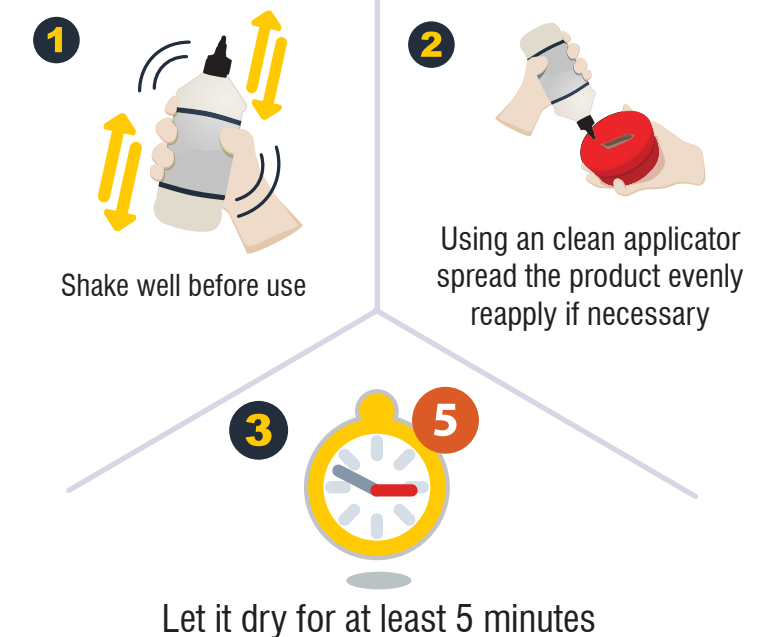 1
Shake well before use
2
Using an clean applicator
spread the product evenly
reapply if necessary
3
5
Let it dry for at least 5 minutes